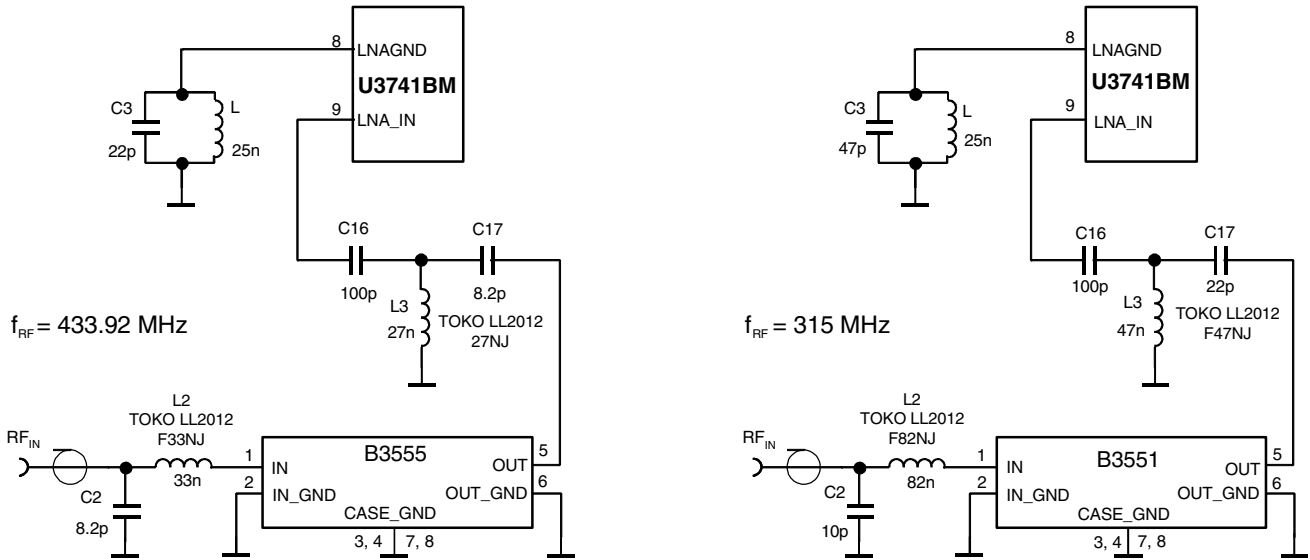 8 LNAGND
U3741BM
C3
22p
L
25n
9 LNA_IN
C16
100p
C17
8.2p
L3
27n
TOKO LL2012
27NJ
fRF = 433.92 MHz
L2
TOKO LL2012
F33NJ
33n
RFIN
C2
8.2p
B3555
1 IN
2 IN_GND
OUT 5
OUT_GND 6
CASE_GND
3, 4 7, 8
8 LNAGND
U3741BM
C3
47p
L
25n
9 LNA_IN
C16
100p
C17
22p
L3
47n
TOKO LL2012
F47NJ
fRF = 315 MHz
L2
TOKO LL2012
F82NJ
82n
RFIN
C2
10p
B3551
1 IN
2 IN_GND
OUT 5
OUT_GND 6
CASE_GND
3, 4 7, 8